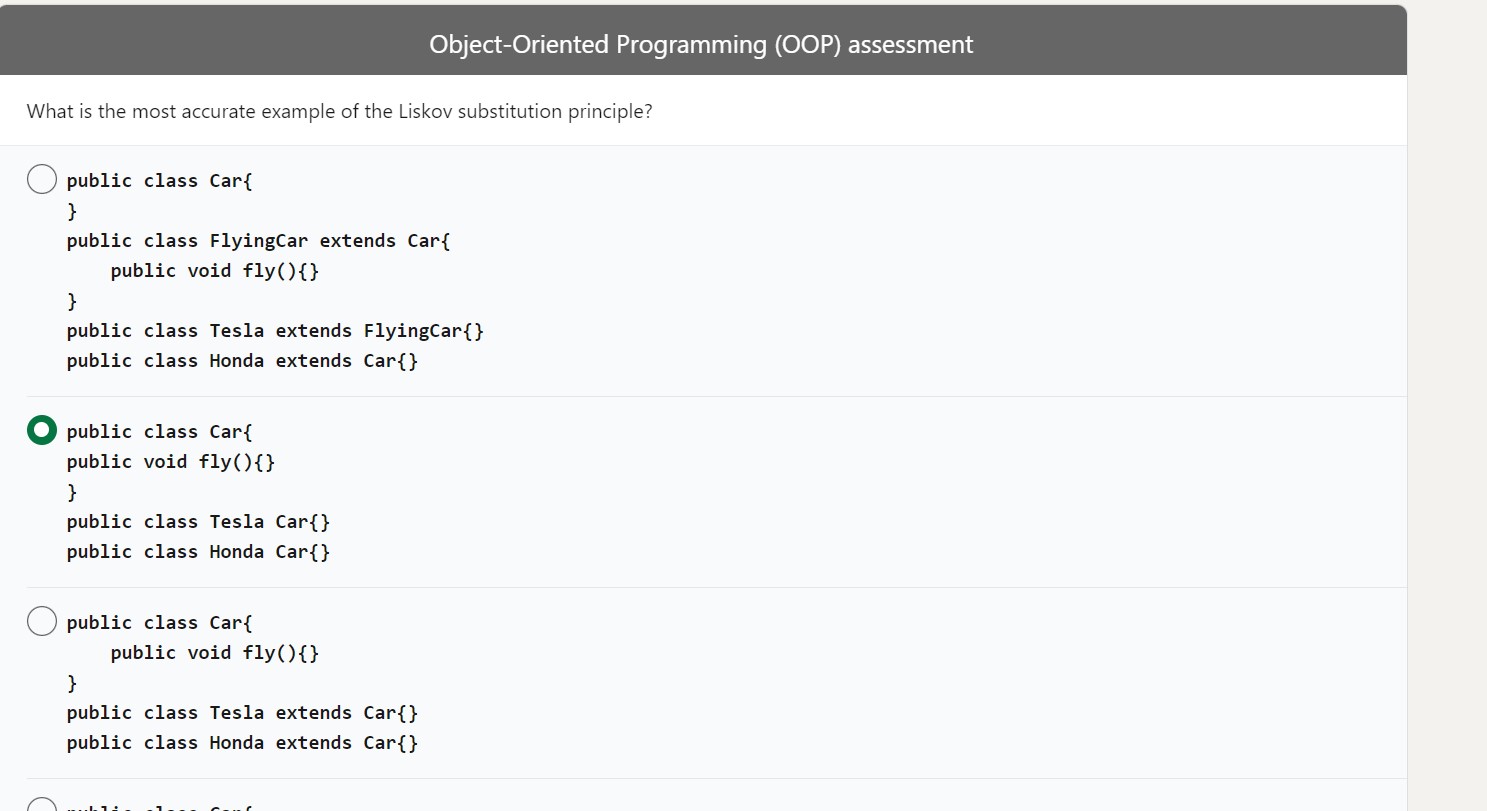 Object-Oriented Programming (OOP) assessment
What is the most accurate example of the Liskov substitution principle?
public class Car{
}
public class FlyingCar extends Car{
    public void fly(){}
}
public class Tesla extends FlyingCar{}
public class Honda extends Car{}
public class Car{
public void fly(){}
}
public class Tesla Car{}
public class Honda Car{}
public class Car{
    public void fly(){}
}
public class Tesla extends Car{}
public class Honda extends Car{}
public class Car{